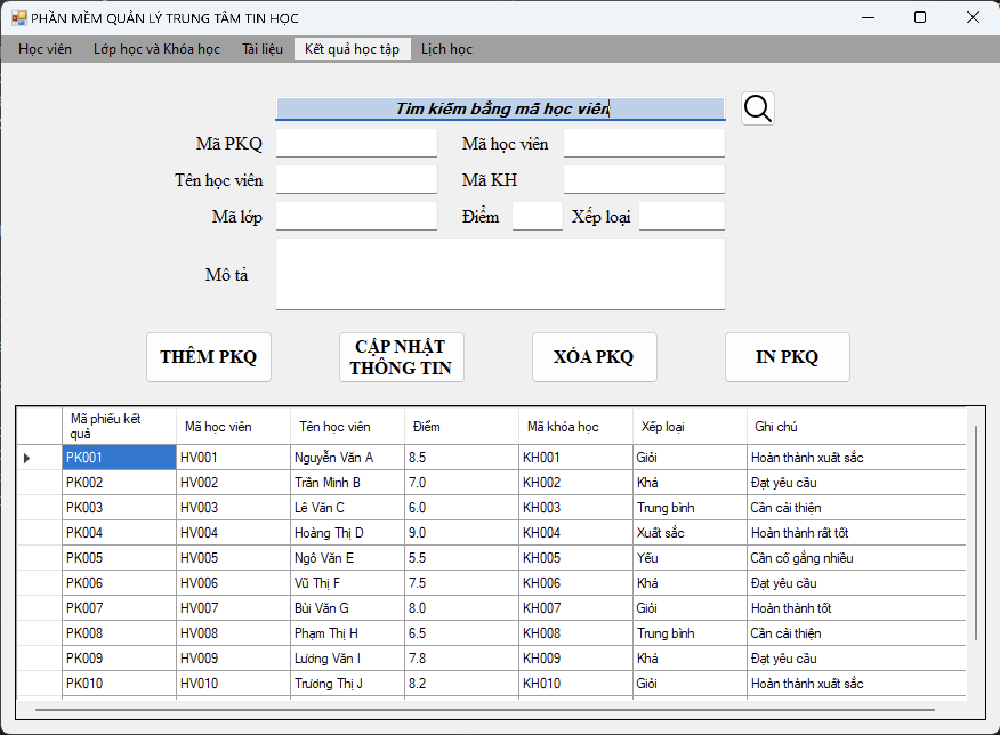 PHẦN MỀM QUẢN LÝ TRUNG TÂM TIN HỌC
Học viên Lớp học và Khóa học Tài liệu Kết quả học tập Lịch học
Tìm kiếm bằng mã học viên
Mã PKQ Mã học viên
Tên học viên Mã KH
Mã lớp Điểm Xếp loại
Mô tả
THÊM PKQ CẬP NHẬT THÔNG TIN XÓA PKQ IN PKQ
Mã phiếu kết quả Mã học viên Tên học viên Điểm Mã khóa học Xếp loại Ghi chú
PK001 HV001 Nguyễn Văn A 8.5 KH001 Giỏi Hoàn thành xuất sắc
PK002 HV002 Trần Minh B 7.0 KH002 Khá Đạt yêu cầu
PK003 HV003 Lê Văn C 6.0 KH003 Trung bình Cần cải thiện
PK004 HV004 Hoàng Thị D 9.0 KH004 Xuất sắc Hoàn thành rất tốt
PK005 HV005 Ngô Văn E 5.5 KH005 Yếu Cần cố gắng nhiều
PK006 HV006 Vũ Thị F 7.5 KH006 Khá Đạt yêu cầu
PK007 HV007 Bùi Văn G 8.0 KH007 Giỏi Hoàn thành tốt
PK008 HV008 Phạm Thị H 6.5 KH008 Trung bình Cần cải thiện
PK009 HV009 Lương Văn I 7.8 KH009 Khá Đạt yêu cầu
PK010 HV010 Trương Thị J 8.2 KH010 Giỏi Hoàn thành xuất sắc